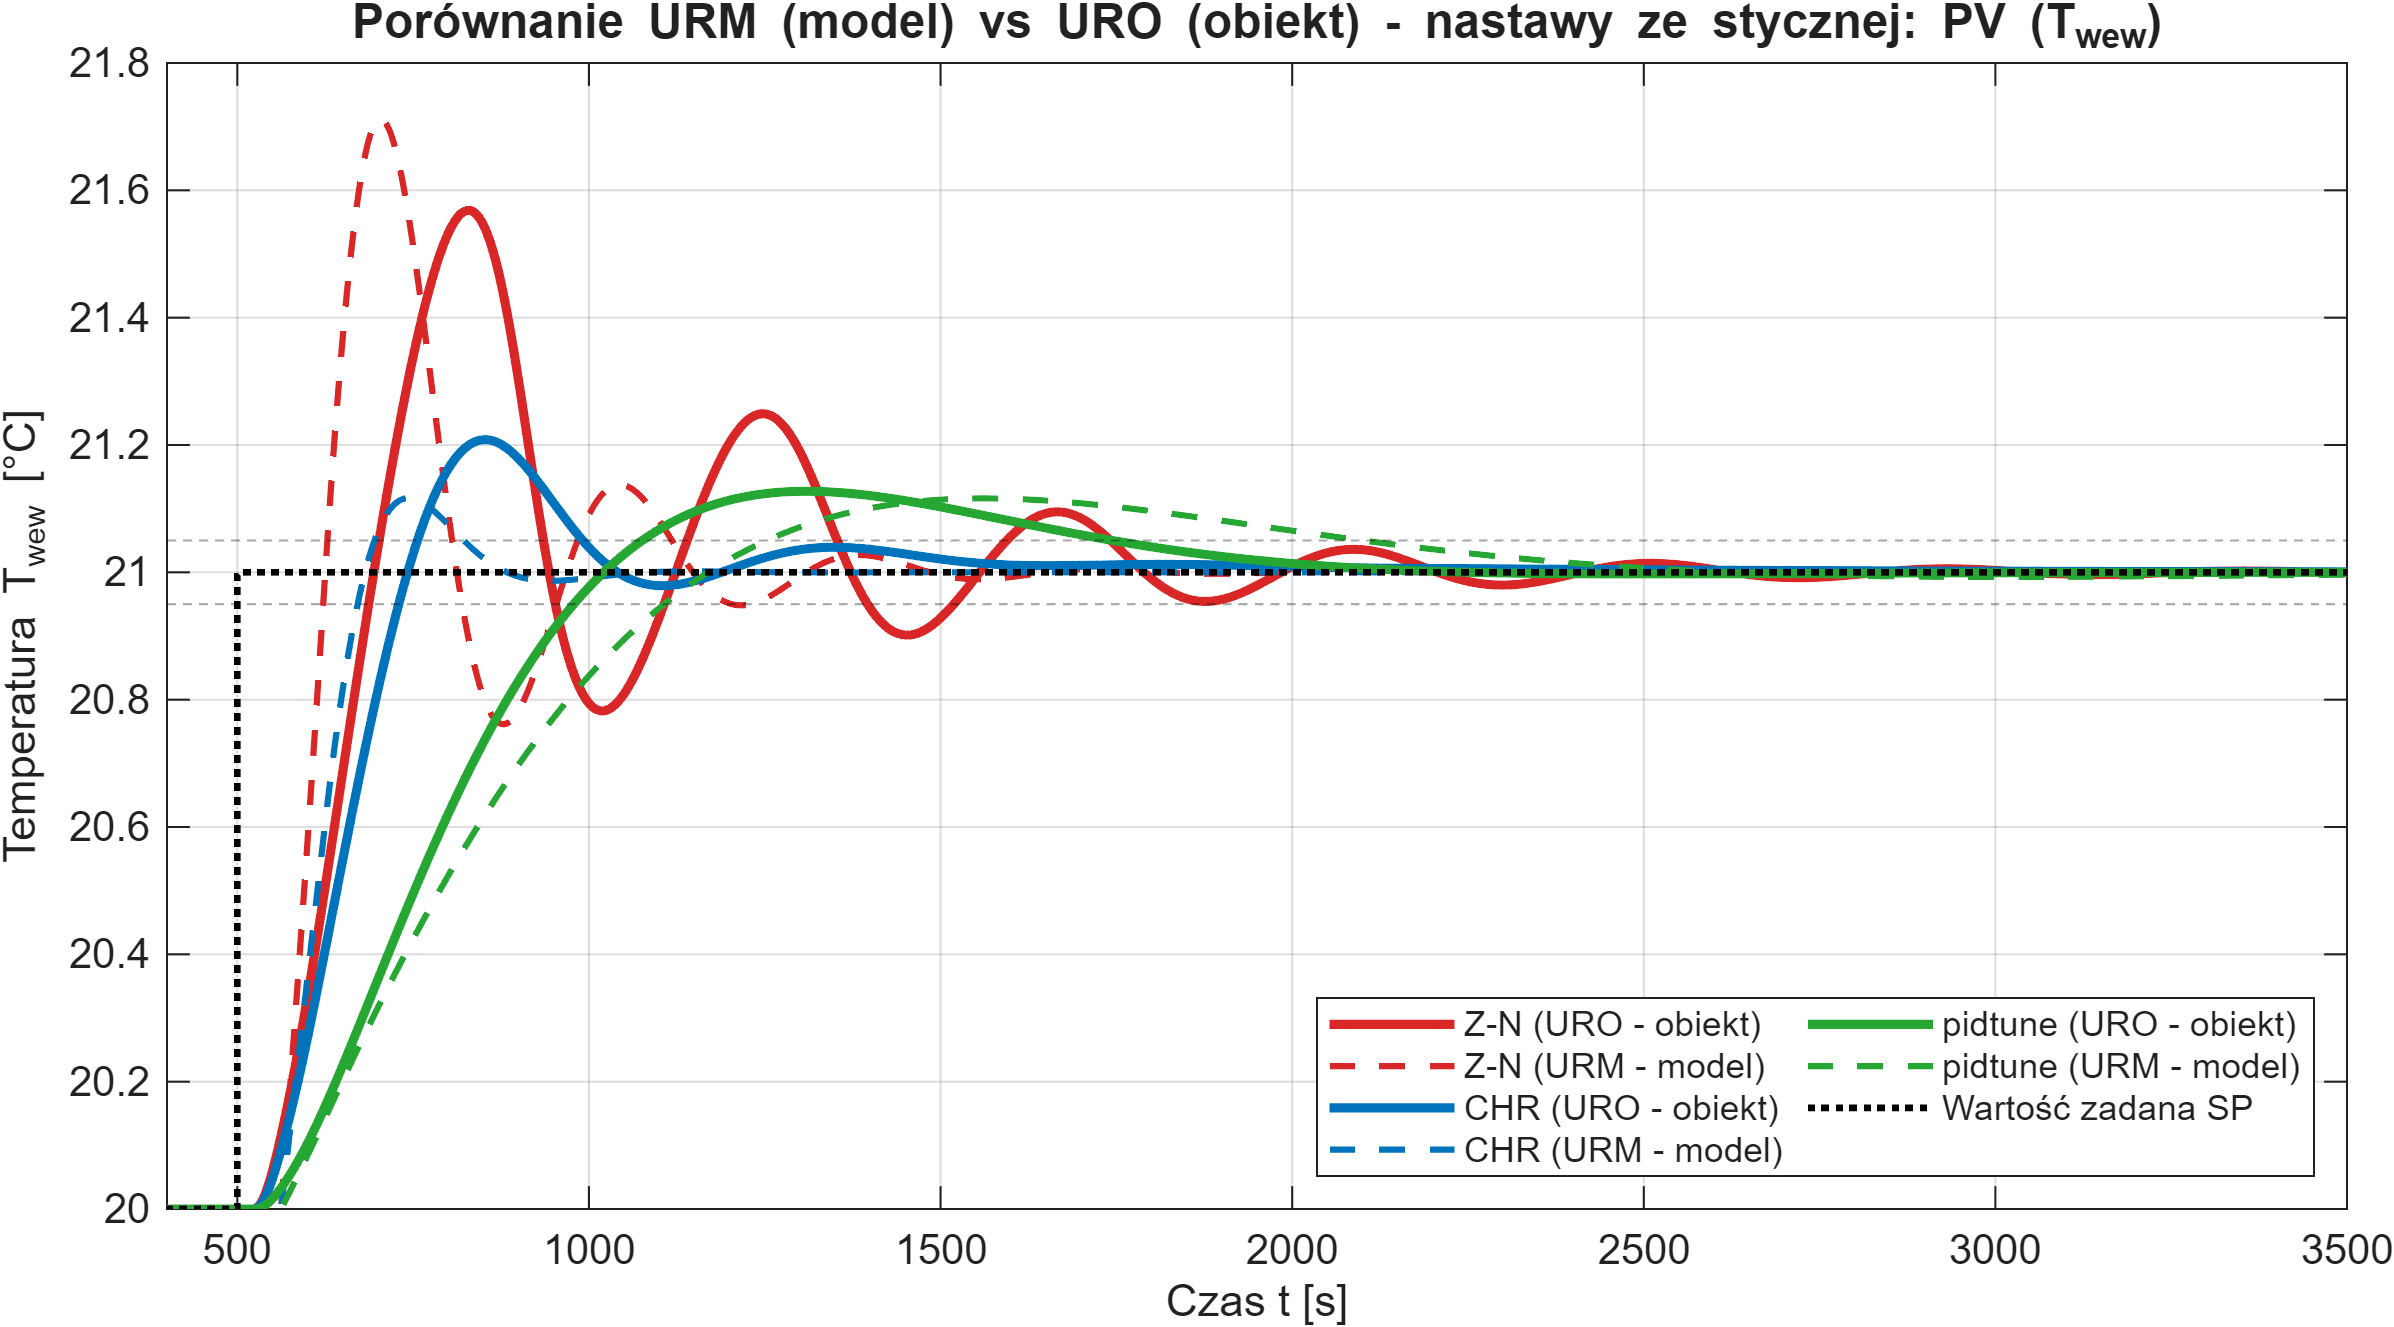 Porównanie URM (model) vs URO (obiekt) - nastawy ze stycznej: PV (Twew)
Temperatura Twew [°C]
21.8
21.6
21.4
21.2
21
20.8
20.6
20.4
20.2
20
500 1000 1500 2000 2500 3000 3500
Czas t [s]
Z-N (URO - obiekt)
Z-N (URM - model)
CHR (URO - obiekt)
CHR (URM - model)
pidtune (URO - obiekt)
pidtune (URM - model)
Wartość zadana SP